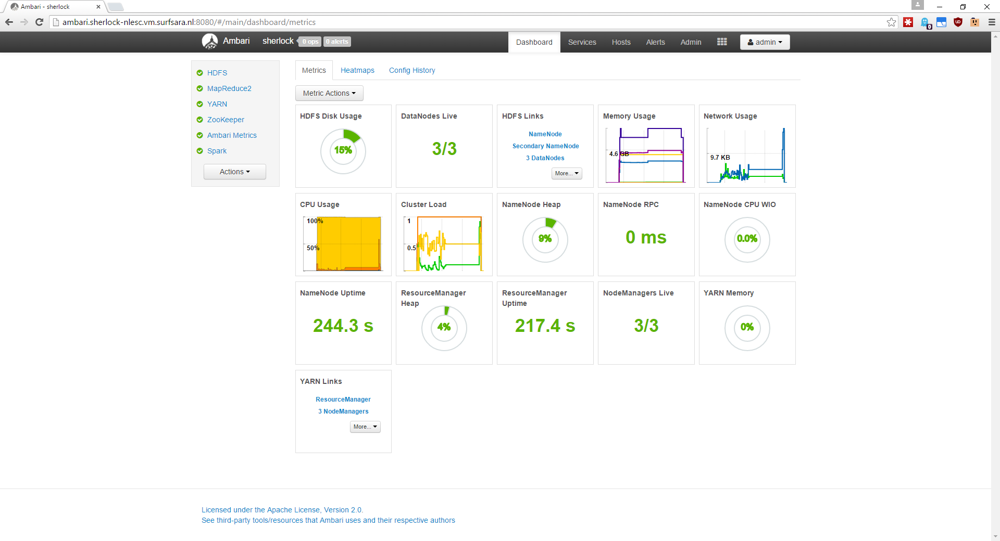 Ambari - sherlock
ambari.sherlock-nlesc.vm.surfsara.nl:8080/#/main/dashboard/metrics
0
Ambari sherlock 0 ops 0 alerts Dashboard Services Hosts Alerts Admin admin
HDFS
MapReduce2
YARN
ZooKeeper
Ambari Metrics
Spark
Actions
Metrics Heatmaps Config History
Metric Actions
HDFS Disk Usage
15%
DataNodes Live
3/3
HDFS Links
NameNode
Secondary NameNode
3 DataNodes
More...
Memory Usage
4.6 GB
Network Usage
9.7 KB
CPU Usage
100%
50%
Cluster Load
1
0.5
NameNode Heap
9%
NameNode RPC
0 ms
NameNode CPU WIO
0.0%
NameNode Uptime
244.3 s
ResourceManager
Heap
4%
ResourceManager
Uptime
217.4 s
NodeManagers Live
3/3
YARN Memory
0%
YARN Links
ResourceManager
3 NodeManagers
More...
Licensed under the Apache License, Version 2.0.
See third-party tools/resources that Ambari uses and their respective authors